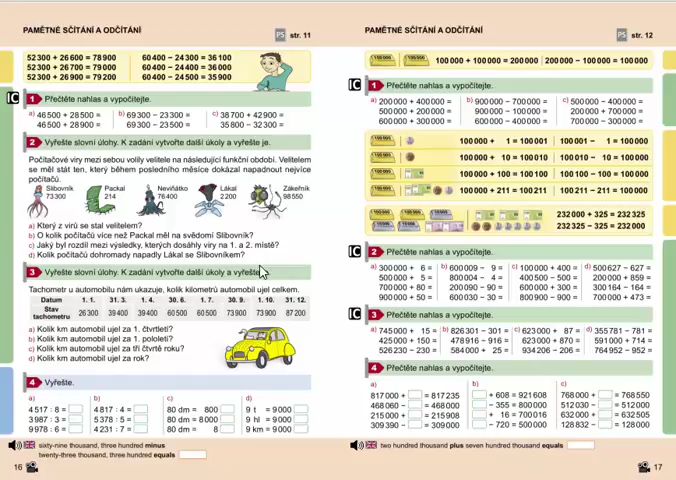 PAMĚTNÉ SČÍTÁNÍ A ODČÍTÁNÍ
PS str. 11
52 300 + 26 600 = 78 900
60 400 – 24 300 = 36 100
52 300 + 26 700 = 79 000
60 400 – 24 400 = 36 000
52 300 + 26 900 = 79 200
60 400 – 24 500 = 35 900
1 Přečtěte nahlas a vypočítejte.
a) 46 500 + 28 500 =
b) 69 300 – 23 300 =
c) 38 700 + 42 900 =
46 500 + 28 900 =
69 300 – 23 500 =
35 800 – 32 300 =
2 Vyřešte slovní úlohy. K zadání vytvořte další úkoly a vyřešte je.
Počítačové viry mezi sebou volily velitele na následující funkční období. Velitelem
se měl stát ten, který během posledního měsíce dokázal napadnout nejvíce
počítačů.
Slibovník 73 300
Packal 214
Neviňátko 76 400
Lákal 2 200
Zákeřník 98 550
a) Který z virů se stal velitelem?
b) O kolik počítačů více než Packal měl na svědomí Slibovník?
c) Jaký byl rozdíl mezi výsledky, kterých dosáhly viry na 1. a 2. místě?
d) Kolik počítačů dohromady napadly Lákal se Slibovníkem?
3 Vyřešte slovní úlohy. K zadání vytvořte další úkoly a vyřešte
Tachometr u automobilu nám ukazuje, kolik kilometrů automobil ujel celkem.
Datum 1. 1. 31. 3. 1. 4. 30. 6. 1. 7. 30. 9. 1. 10. 31. 12.
Stav tachometru 26 300 39 400 39 400 60 500 60 500 73 900 73 900 87 200
a) Kolik km automobil ujel za 1. čtvrtletí?
b) Kolik km automobil ujel za 1. pololetí?
c) Kolik km automobil ujel za tři čtvrtě roku?
d) Kolik km automobil ujel za rok?
4 Vyřešte.
a) b) c) d)
4 517 : 8 =
4 817 : 4 =
80 dm = 800
9 t = 9 000
3 987 : 3 =
5 378 : 5 =
80 dm = 8 000
9 hl = 9 000
9 978 : 6 =
4 231 : 7 =
80 dm = 8
9 km = 9 000
sixty-nine thousand, three hundred minus
twenty-three thousand, three hundred equals
16
PAMĚTNÉ SČÍTÁNÍ A ODČÍTÁNÍ
PS str. 12
100 000 100 000 100 000 + 100 000 = 200 000 200 000 – 100 000 = 100 000
1 Přečtěte nahlas a vypočítejte.
a) 200 000 + 400 000 =
b) 900 000 – 700 000 =
c) 500 000 – 400 000 =
500 000 + 200 000 =
900 000 – 100 000 =
200 000 + 700 000 =
600 000 + 300 000 =
600 000 – 400 000 =
700 000 – 300 000 =
100 000 100 000 + 1 = 100 001 100 001 – 1 = 100 000
100 000 100 000 + 10 = 100 010 100 010 – 10 = 100 000
100 000 100 000 + 100 = 100 100 100 100 – 100 = 100 000
100 000 100 000 + 211 = 100 211 100 211 – 211 = 100 000
232 000 + 325 = 232 325
232 325 – 325 = 232 000
2 Přečtěte nahlas a vypočítejte.
a) 300 000 + 6 =
b) 600 009 – 9 =
c) 100 000 + 400 =
d) 500 627 – 627 =
500 000 + 5 =
800 004 – 4 =
400 500 – 500 =
200 000 + 859 =
700 000 + 80 =
200 090 – 90 =
600 000 + 300 =
300 164 – 164 =
900 000 + 50 =
600 030 – 30 =
800 900 – 900 =
700 000 + 473 =
3 Přečtěte nahlas a vypočítejte.
a) 745 000 + 15 =
b) 826 301 – 301 =
c) 623 000 + 87 =
d) 355 781 – 781 =
425 000 + 150 =
478 916 – 916 =
623 000 + 870 =
591 000 + 714 =
526 230 – 230 =
584 000 + 25 =
934 206 – 206 =
764 952 – 952 =
4 Přečtěte nahlas a vypočítejte.
a) b) c)
817 000 + = 817 235
+ 608 = 921 608
768 000 + = 768 550
468 060 – = 468 000
– 355 = 800 000
512 030 – = 512 000
215 000 + = 215 908
+ 16 = 700 016
632 000 + = 632 505
309 390 – = 309 000
– 720 = 500 000
128 832 – = 128 000
two hundred thousand plus seven hundred thousand equals
17